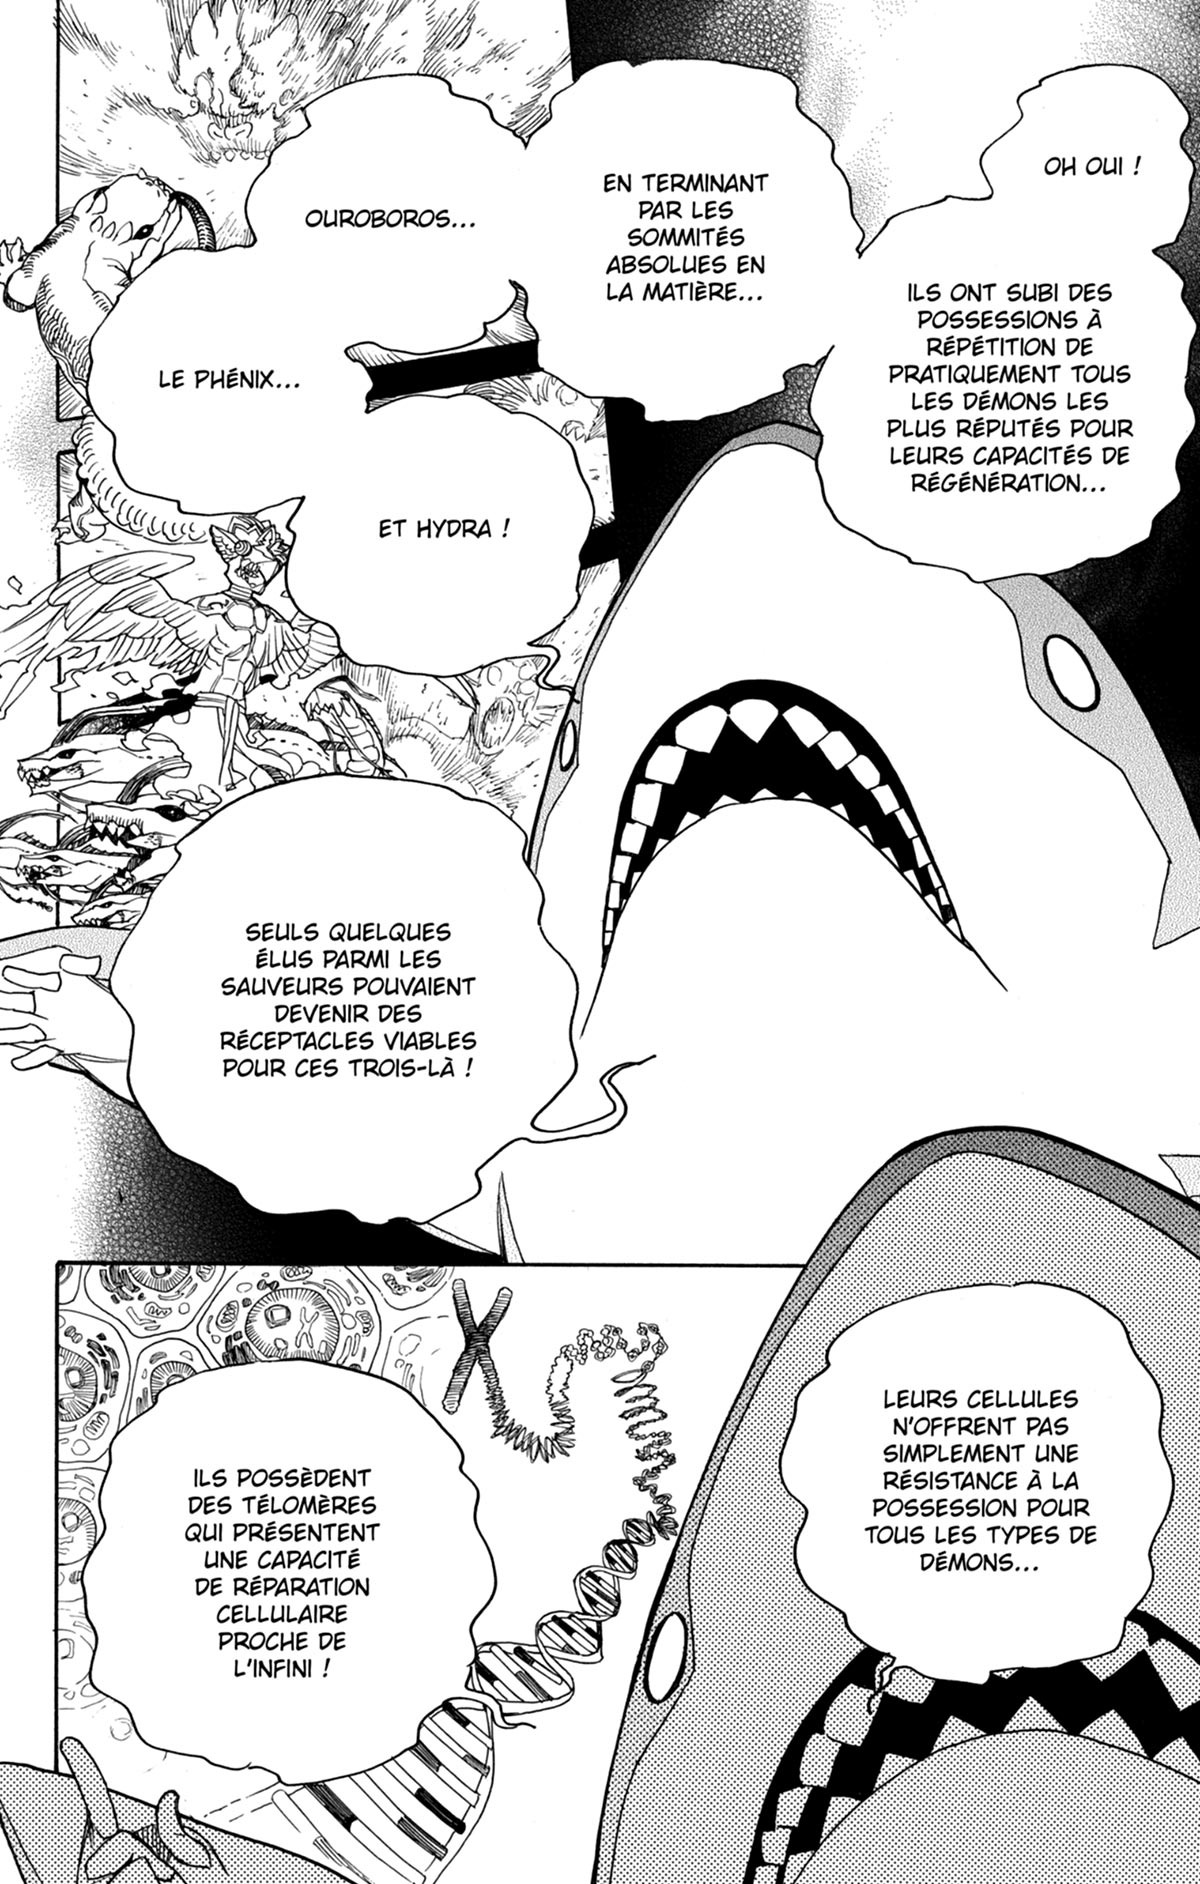 OH OUI !
ILS ONT SUBI DES
POSSESSIONS À
RÉPÉTITION DE
PRATIQUEMENT TOUS
LES DÉMONS LES
PLUS RÉPUTÉS POUR
LEURS CAPACITÉS DE
RÉGÉNÉRATION...
EN TERMINANT
PAR LES
SOMMITÉS
ABSOLUES EN
LA MATIÈRE...
OUROBOROS...
LE PHÉNIX...
ET HYDRA !
SEULS QUELQUES
ÉLUS PARMI LES
SAUVEURS POUVAIENT
DEVENIR DES
RÉCEPTACLES VIABLES
POUR CES TROIS-LÀ !
LEURS CELLULES
N'OFFRENT PAS
SIMPLEMENT UNE
RÉSISTANCE À LA
POSSESSION POUR
TOUS LES TYPES DE
DÉMONS...
ILS POSSÈDENT
DES TÉLOMÈRES
QUI PRÉSENTENT
UNE CAPACITÉ
DE RÉPARATION
CELLULAIRE
PROCHE DE
L'INFINI !